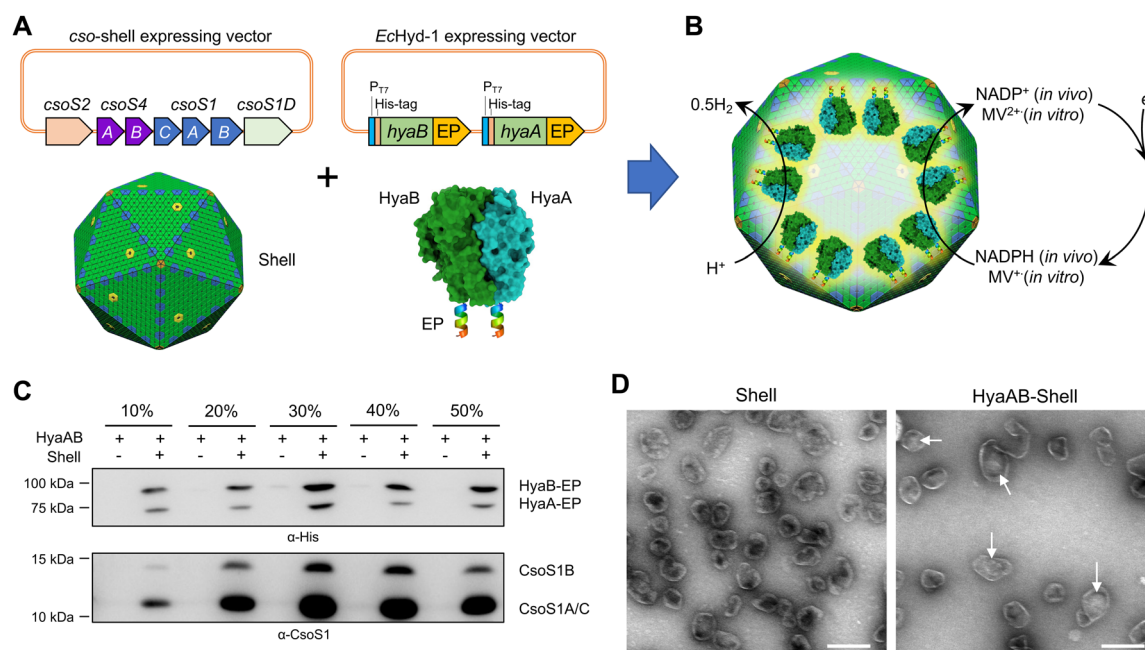 A
cso-shell expressing vector
csoS2 csoS4 csoS1 csoS1D
A B C A B
Shell
+
EcHyd-1 expressing vector
PT7 PT7
His-tag His-tag
hyaB EP hyaA EP
HyaB HyaA
EP
B
0.5H2
H+
NADP+ (in vivo)
MV2+·(in vitro)
e
NADPH (in vivo)
MV+·(in vitro)
C
10% 20% 30% 40% 50%
HyaAB + + + + + + + + + +
Shell - + - + - + - + - +
100 kDa
75 kDa
HyaB-EP
HyaA-EP
α-His
15 kDa
10 kDa
CsoS1B
CsoS1A/C
α-CsoS1
D
Shell
HyaAB-Shell